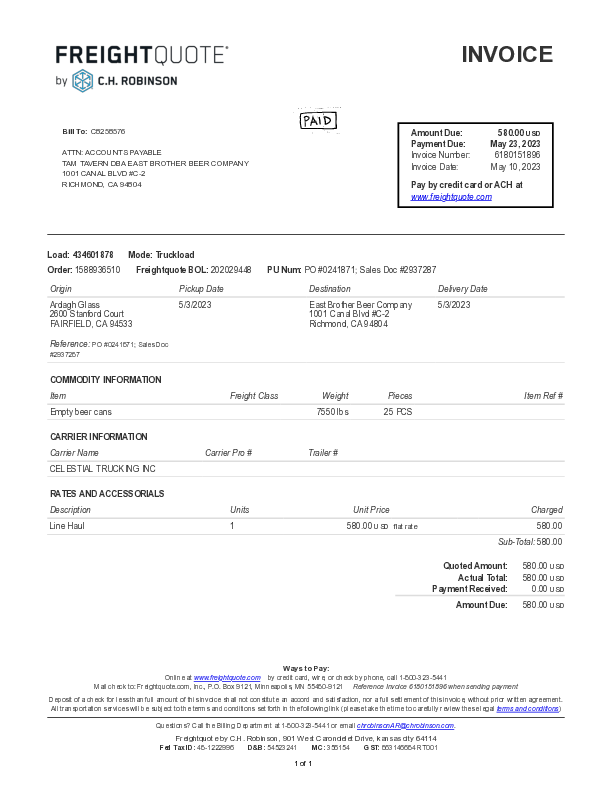 FREIGHTQUOTE®
INVOICE
by C.H. ROBINSON
PAID
Bill To: C8258576
ATTN: ACCOUNTS PAYABLE
TAM TAVERN DBA EAST BROTHER BEER COMPANY
1001 CANAL BLVD #C-2
RICHMOND, CA 94804
Amount Due: 580.00 USD
Payment Due: May 23, 2023
Invoice Number: 6180151896
Invoice Date: May 10, 2023
Pay by credit card or ACH at
www.freightquote.com
Load: 434601878 Mode: Truckload
Order: 1588936510 Freightquote BOL: 202029448 PU Num: PO #0241871; Sales Doc #2937287
Origin Pickup Date Destination Delivery Date
Ardagh Glass 5/3/2023 East Brother Beer Company 5/3/2023
2600 Stanford Court 1001 Canal Blvd #C-2
FAIRFIELD, CA 94533 Richmond, CA 94804
Reference: PO #0241871; Sales Doc
#2937287
COMMODITY INFORMATION
Item Freight Class Weight Pieces Item Ref #
Empty beer cans 7550 lbs 25 PCS
CARRIER INFORMATION
Carrier Name Carrier Pro # Trailer #
CELESTIAL TRUCKING INC
RATES AND ACCESSORIALS
Description Units Unit Price Charged
Line Haul 1 580.00 USD flat rate 580.00
Sub-Total: 580.00
Quoted Amount: 580.00 USD
Actual Total: 580.00 USD
Payment Received: 0.00 USD
Amount Due: 580.00 USD
Ways to Pay:
Online at www.freightquote.com by credit card, wire, or check by phone, call 1-800-323-5441
Mail check to: Freightquote.com, Inc., P.O. Box 9121, Minneapolis, MN 55480-9121 Reference Invoice 6180151896 when sending payment
Deposit of a check for less than full amount of this invoice shall not constitute an accord and satisfaction, nor a full settlement of this invoice, without prior written agreement.
All transportation services will be subject to the terms and conditions set forth in the following link (please take the time to carefully review these legal terms and conditions)
Questions? Call the Billing Department at 1-800-323-5441 or email chrobinsonAR@chrobinson.com.
Freightquote by C.H. Robinson, 901 West Carondelet Drive, kansas city 64114
Fed Tax ID: 48-1222996 D&B: 54523241 MC: 356154 GST: 863146684RT001
1 of 1